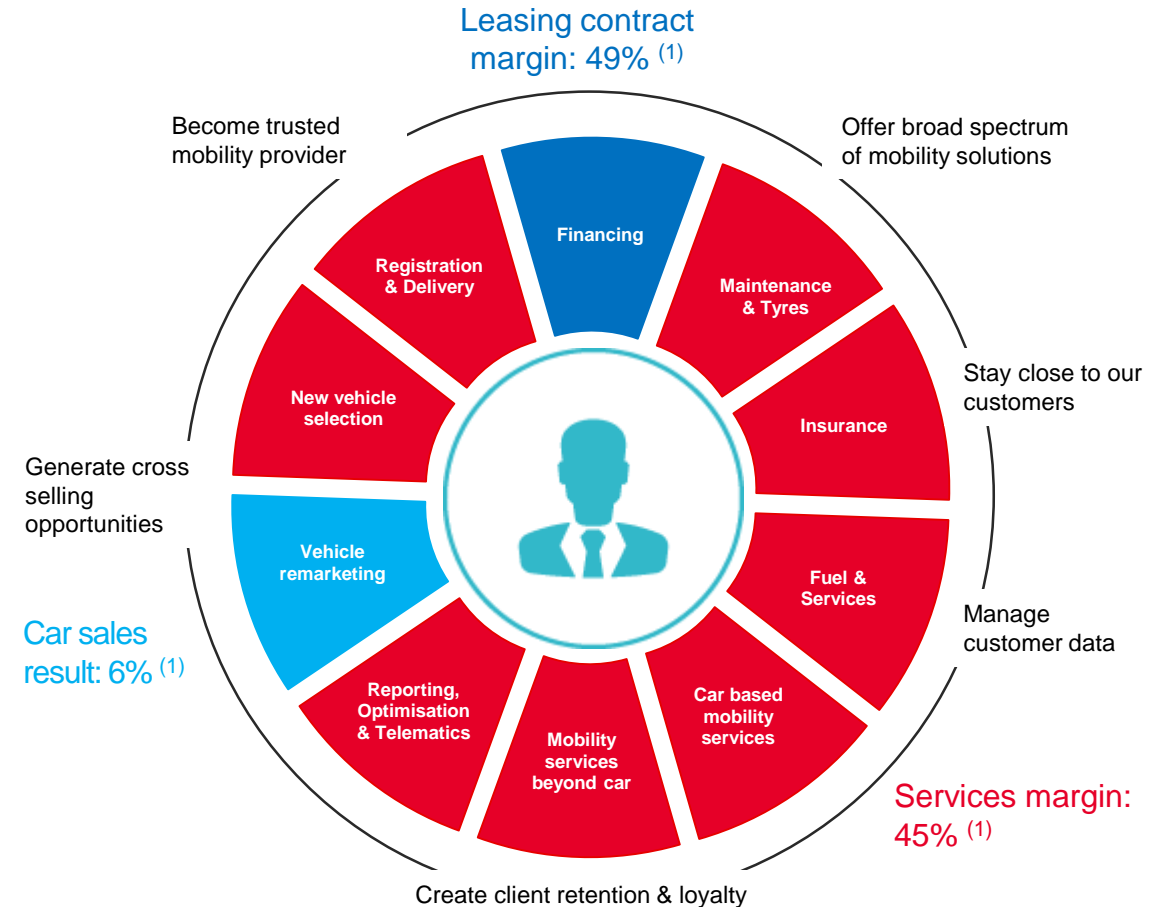 Leasing contract
margin: 49% (1)
Become trusted
mobility provider
Offer broad spectrum
of mobility solutions
Financing
Registration
& Delivery
Maintenance
& Tyres
New vehicle
selection
Insurance
Stay close to our
customers
Generate cross
selling
opportunities
Vehicle
remarketing
Fuel &
Services
Manage
customer data
Car sales
result: 6% (1)
Reporting,
Optimisation
& Telematics
Car based
mobility
services
Mobility
services
beyond car
Services margin:
45% (1)
Create client retention & loyalty